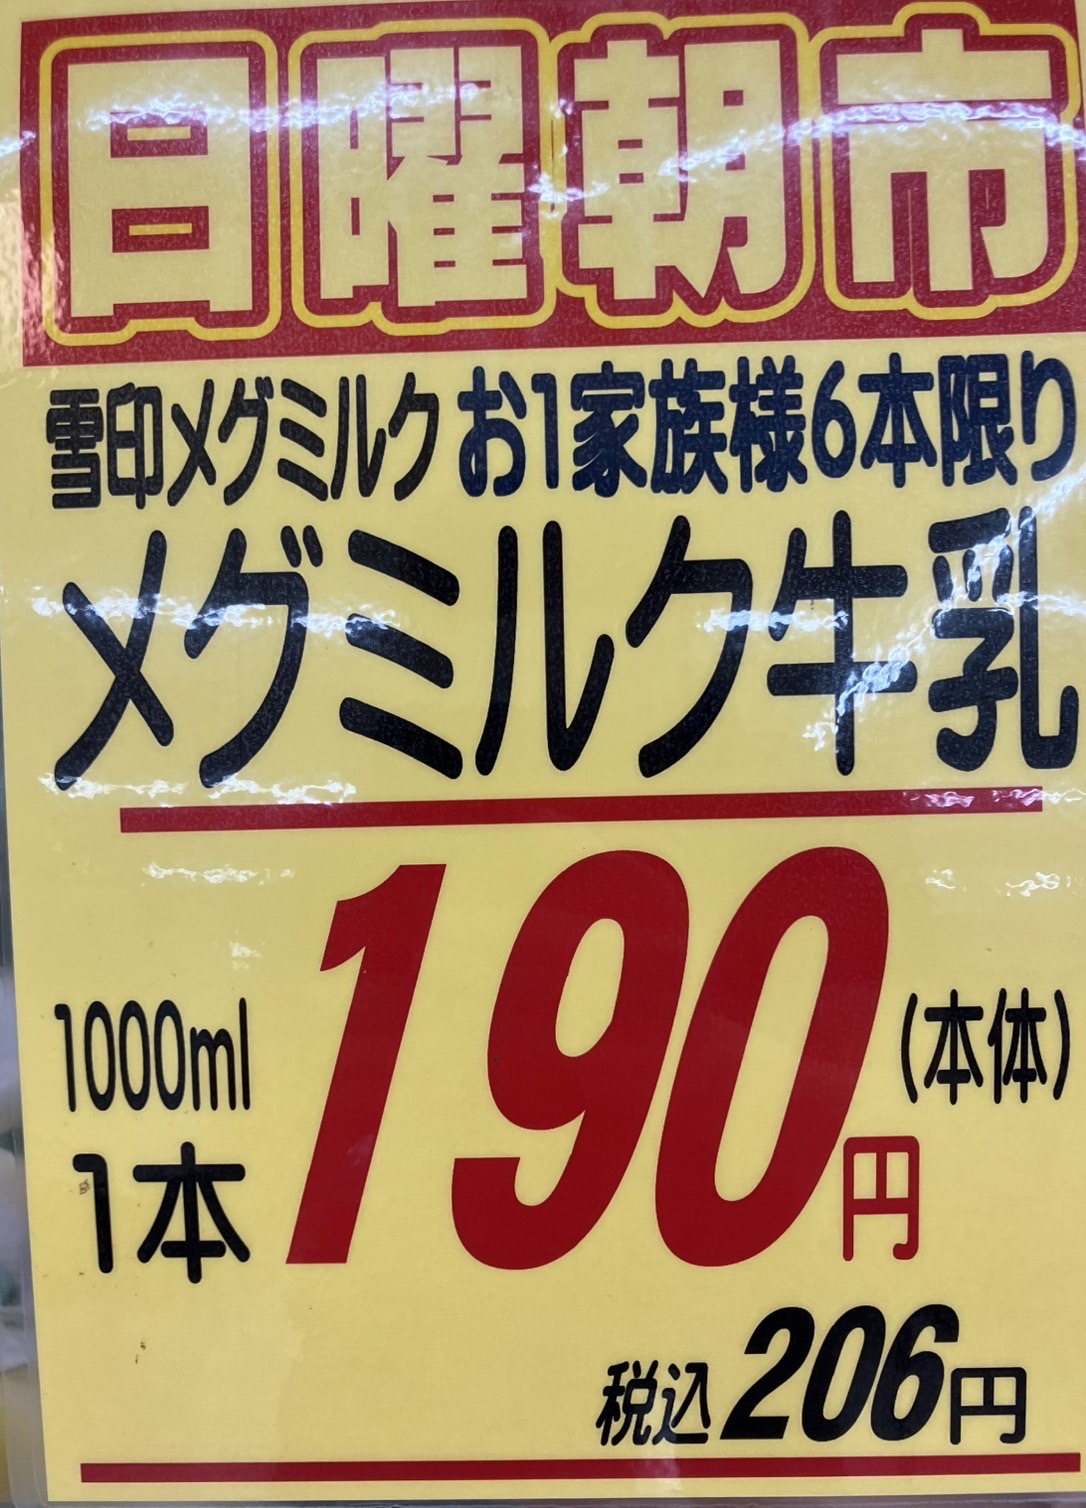 日曜朝市
雪印メグミルク お1家族様6本限り
メグミルク牛乳
1000ml
1本
190円
(本体)
税込206円